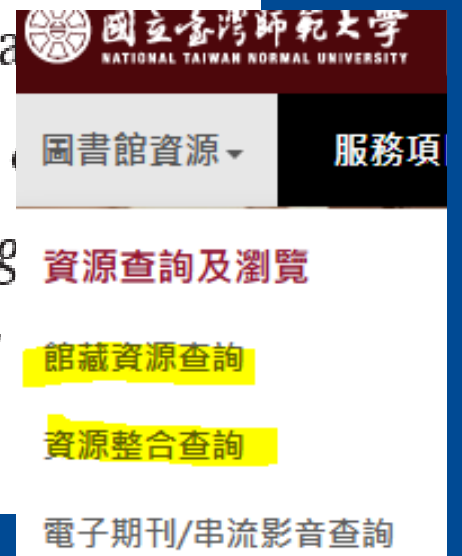 國立臺灣師範大學
NATIONAL TAIWAN NORMAL UNIVERSITY
圖書館資源
服務項
資源查詢及瀏覽
館藏資源查詢
資源整合查詢
電子期刊/串流影音查詢